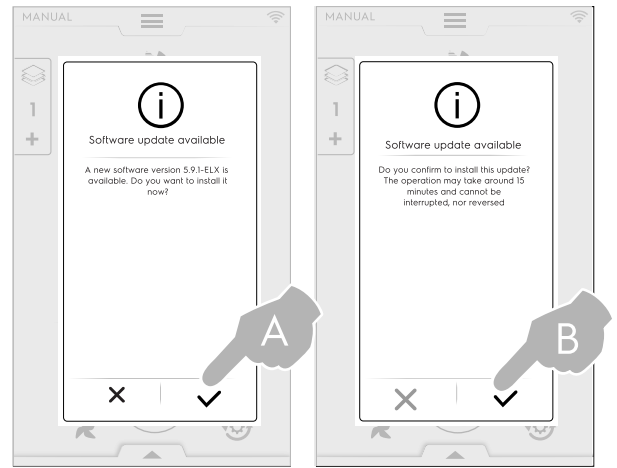 MANUAL
1
+
i
Software update available
A new software version 5.9.1-ELX is
available. Do you want to install it
now?
A
MANUAL
1
+
i
Software update available
Do you confirm to install this update?
The operation may take around 15
minutes and cannot be
interrupted, nor reversed
B